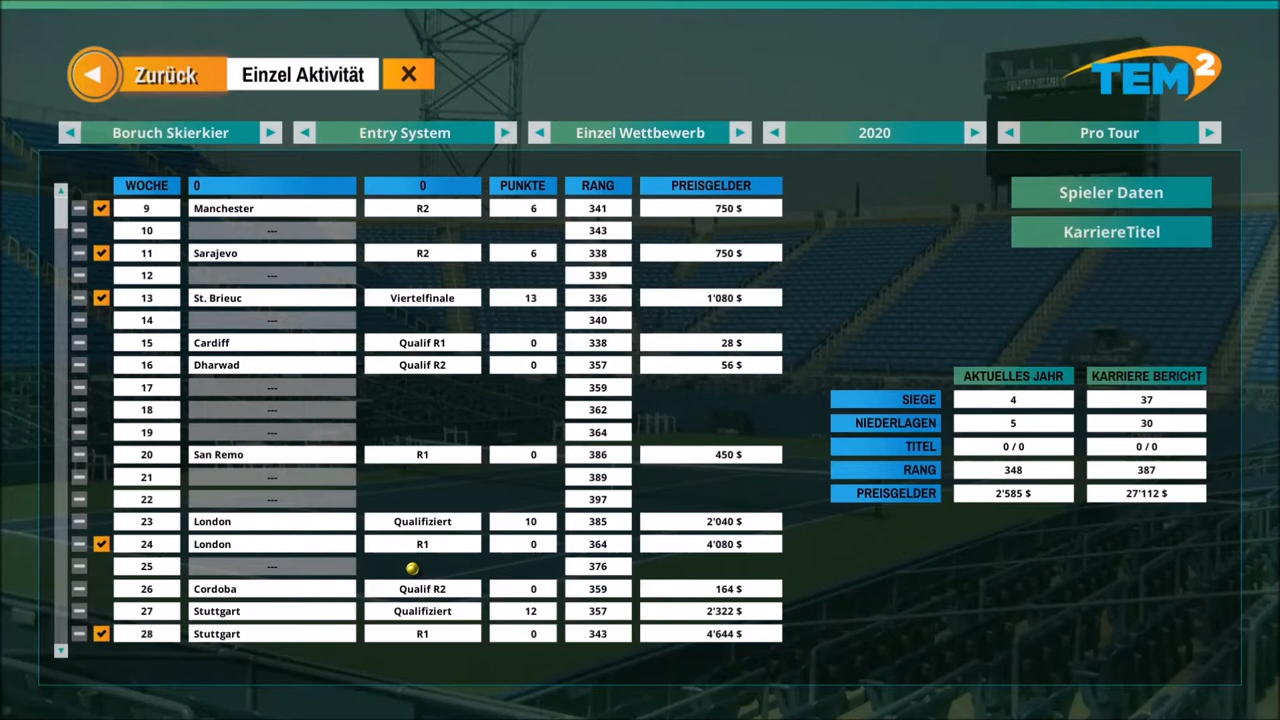 Zurück Einzel Aktivität
TEM2
Boruch Skierkier Entry System Einzel Wettbewerb 2020 Pro Tour
WOCHE 0 0 PUNKTE RANG PREISGELDER
9 Manchester R2 6 341 750 $
10 --- 343
11 Sarajevo R2 6 338 750 $
12 --- 339
13 St. Brieuc Viertelfinale 13 336 1'080 $
14 --- 340
15 Cardiff Qualif R1 0 338 28 $
16 Dharwad Qualif R2 0 357 56 $
17 --- 359
18 --- 362
19 --- 364
20 San Remo R1 0 386 450 $
21 --- 389
22 --- 397
23 London Qualifiziert 10 385 2'040 $
24 London R1 0 364 4'080 $
25 --- 376
26 Cordoba Qualif R2 0 359 164 $
27 Stuttgart Qualifiziert 12 357 2'322 $
28 Stuttgart R1 0 343 4'644 $
Spieler Daten
KarriereTitel
AKTUELLES JAHR KARRIERE BERICHT
SIEGE 4 37
NIEDERLAGEN 5 30
TITEL 0 / 0 0 / 0
RANG 348 387
PREISGELDER 2'585 $ 27'112 $